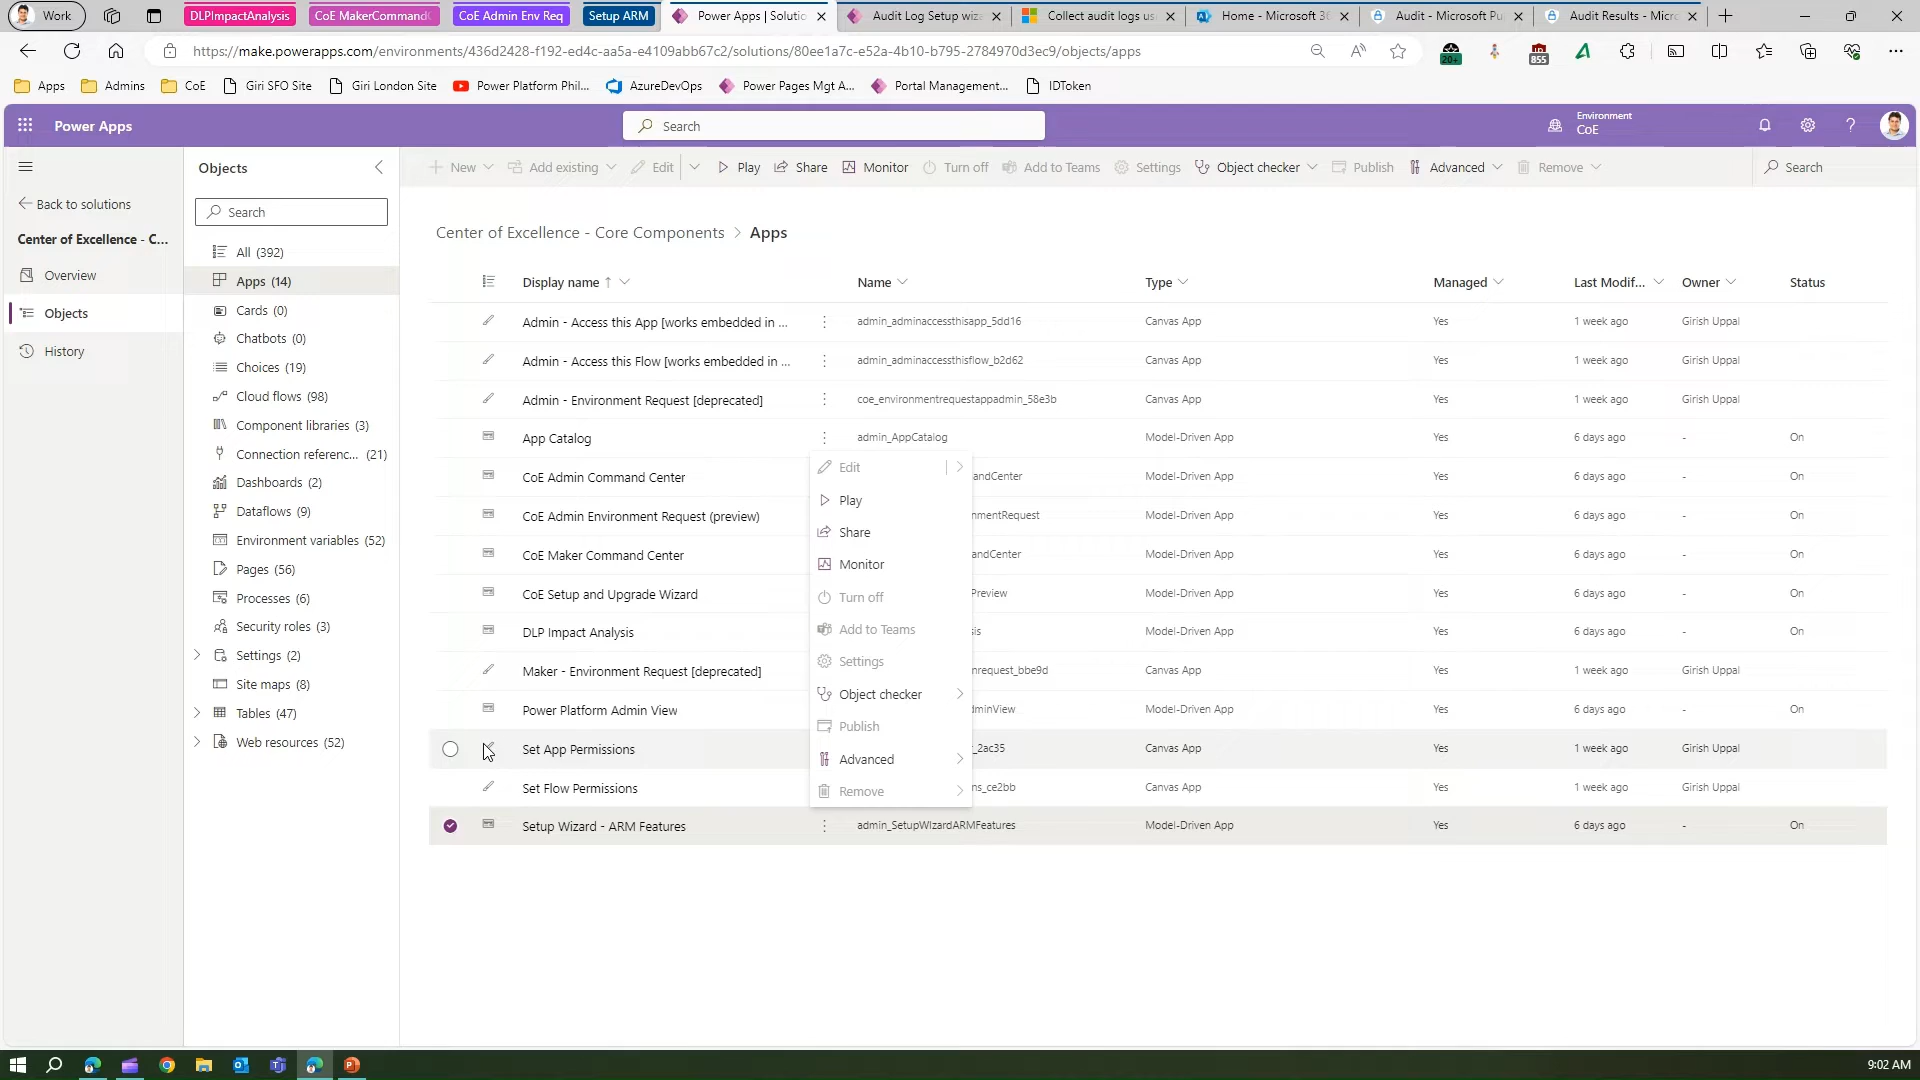 Work
DLPImpactAnalysis
CoE MakerCommandC
CoE Admin Env Req
Setup ARM
Power Apps | Solutio
Audit Log Setup wiza
Collect audit logs us
Home - Microsoft 36
Audit - Microsoft Pu
Audit Results - Micr
https://make.powerapps.com/environments/436d2428-f192-ed4c-aa5a-e4109abb67c2/solutions/80ee1a7c-e52a-4b10-b795-2784970d3ec9/objects/apps
20+
855
Apps
Admins
CoE
Giri SFO Site
Giri London Site
Power Platform Phil...
AzureDevOps
Power Pages Mgt A...
Portal Management...
IDToken
Power Apps
Search
Environment
CoE
Back to solutions
Center of Excellence - C...
Overview
Objects
History
Objects
Search
All (392)
Apps (14)
Cards (0)
Chatbots (0)
Choices (19)
Cloud flows (98)
Component libraries (3)
Connection referenc... (21)
Dashboards (2)
Dataflows (9)
Environment variables (52)
Pages (56)
Processes (6)
Security roles (3)
Settings (2)
Site maps (8)
Tables (47)
Web resources (52)
New Add existing Edit Play Share Monitor Turn off Add to Teams Settings Object checker Publish Advanced Remove Search
Center of Excellence - Core Components > Apps
Display name ↑ Name Type Managed Last Modif... Owner Status
Admin - Access this App [works embedded in ... admin_adminaccessthisapp_5dd16 Canvas App Yes 1 week ago Girish Uppal
Admin - Access this Flow [works embedded in ... admin_adminaccessthisflow_b2d62 Canvas App Yes 1 week ago Girish Uppal
Admin - Environment Request [deprecated] coe_environmentrequestappadmin_58e3b Canvas App Yes 1 week ago Girish Uppal
App Catalog admin_AppCatalog Model-Driven App Yes 6 days ago - On
CoE Admin Command Center andCenter Model-Driven App Yes 6 days ago - On
CoE Admin Environment Request (preview) nmentRequest Model-Driven App Yes 6 days ago - On
CoE Maker Command Center andCenter Model-Driven App Yes 6 days ago - On
CoE Setup and Upgrade Wizard Preview Model-Driven App Yes 6 days ago - On
DLP Impact Analysis sis Model-Driven App Yes 6 days ago - On
Maker - Environment Request [deprecated] nrequest_bbe9d Canvas App Yes 1 week ago Girish Uppal
Power Platform Admin View dminView Model-Driven App Yes 6 days ago - On
Set App Permissions r_2ac35 Canvas App Yes 1 week ago Girish Uppal
Set Flow Permissions ns_ce2bb Canvas App Yes 1 week ago Girish Uppal
Setup Wizard - ARM Features admin_SetupWizardARMFeatures Model-Driven App Yes 6 days ago - On
Edit
Play
Share
Monitor
Turn off
Add to Teams
Settings
Object checker
Publish
Advanced
Remove
9:02 AM